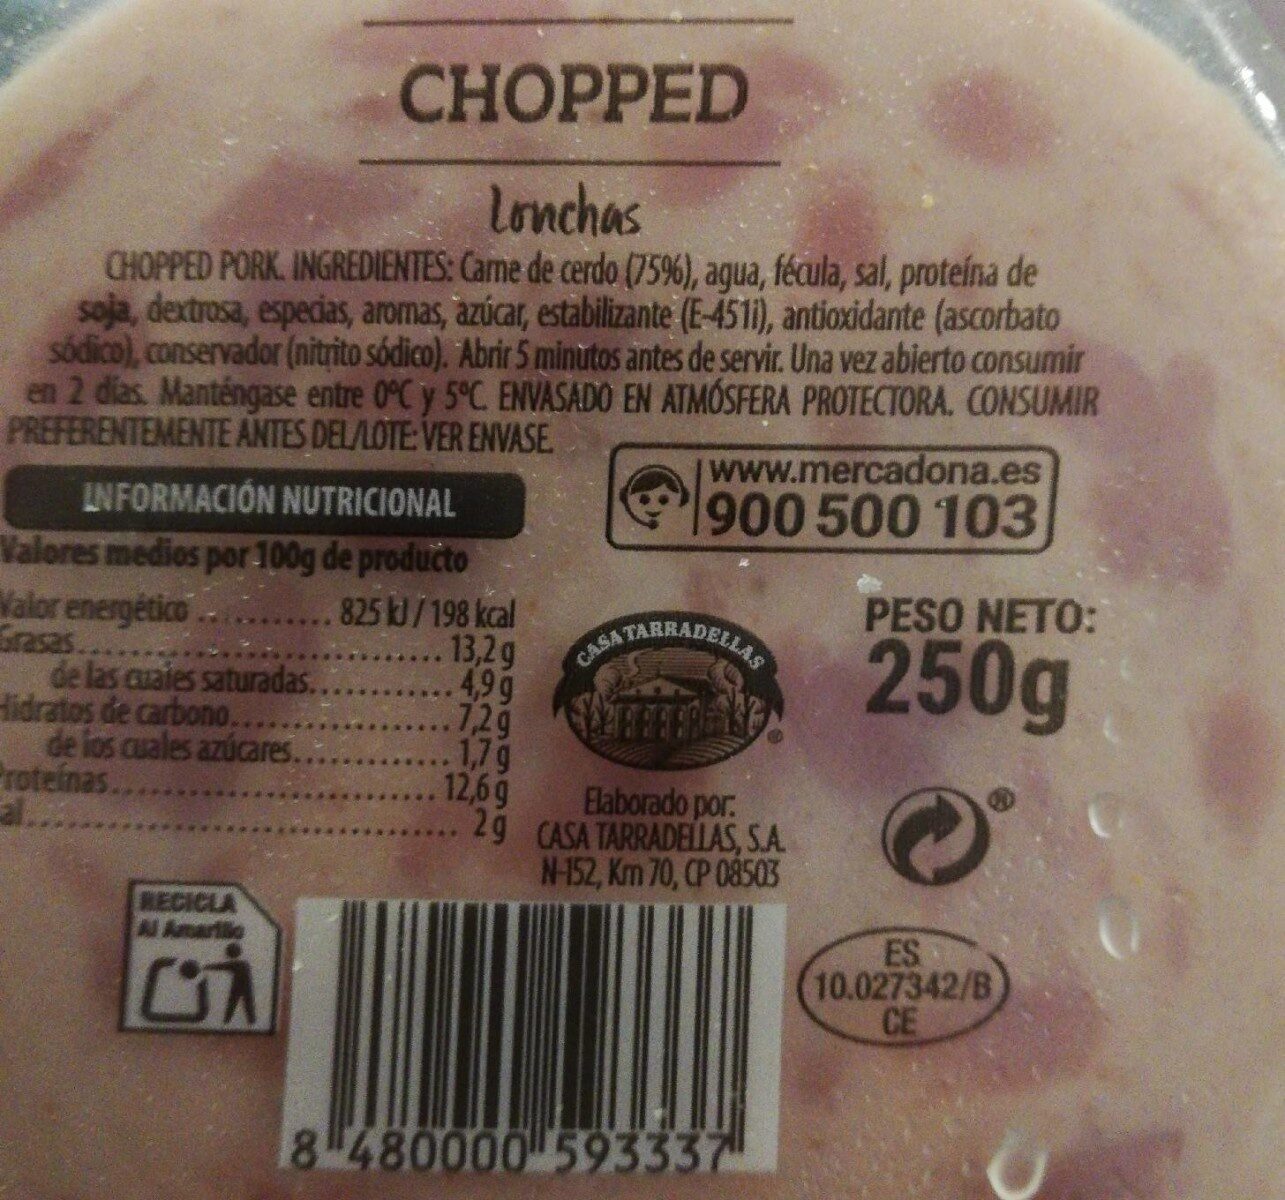 CHOPPED
Lonchas
CHOPPED PORK. INGREDIENTES: Carne de cerdo (75%), agua, fécula, sal, proteína de
soja, dextrosa, especias, aromas, azúcar, estabilizante (E-451i), antioxidante (ascorbato
sódico), conservador (nitrito sódico). Abrir 5 minutos antes de servir. Una vez abierto consumir
en 2 días. Manténgase entre 0ºC y 5ºC. ENVASADO EN ATMÓSFERA PROTECTORA. CONSUMIR
PREFERENTEMENTE ANTES DEL/LOTE: VER ENVASE.
www.mercadona.es
900 500 103
INFORMACIÓN NUTRICIONAL
Valores medios por 100g de producto
Valor energético ............ 825 kJ / 198 kcal
Grasas.................................. 13,2 g
de las cuales saturadas............. 4,9 g
Hidratos de carbono.................... 7,2 g
de los cuales azúcares............... 1,7 g
Proteínas............................... 12,6 g
al........................................ 2 g
CASA TARRADELLAS
®
Elaborado por:
CASA TARRADELLAS, S.A.
N-152, Km 70, CP 08503
PESO NETO:
250g
®
RECICLA
Al Amarillo
ES
10.027342/B
CE
8 480000 593337